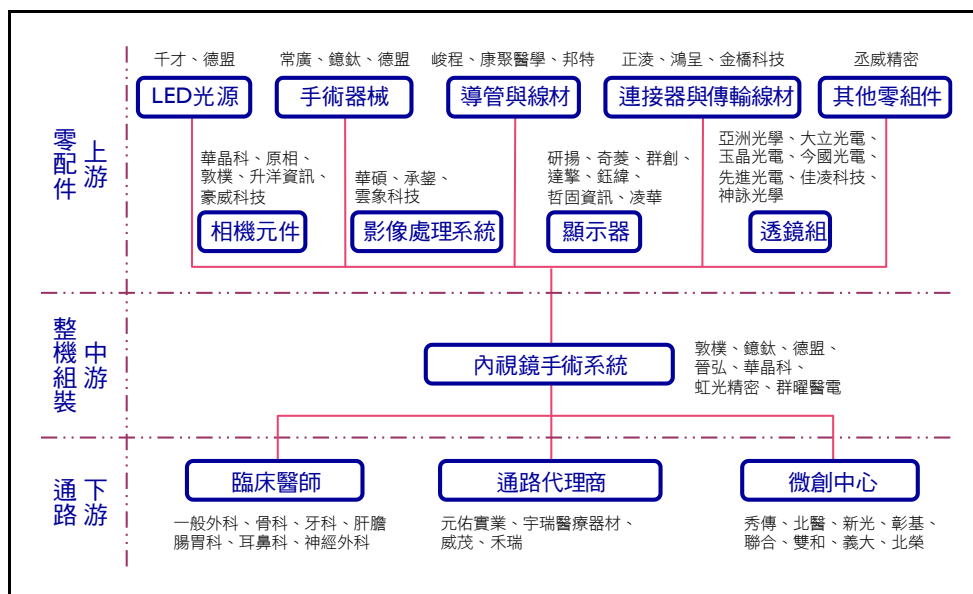 千才、德盟
常廣、鐿鈦、德盟
峻程、康聚醫學、邦特
正淩、鴻呈、金橋科技
丞威精密
LED光源
手術器械
導管與線材
連接器與傳輸線材
其他零組件
上游
零配件
華晶科、原相、
敦樸、升洋資訊、
豪威科技
華碩、承鋆、
雲象科技
研揚、奇菱、群創、
達擎、鈺緯、
哲固資訊、凌華
亞洲光學、大立光電、
玉晶光電、今國光電、
先進光電、佳凌科技、
神詠光學
相機元件
影像處理系統
顯示器
透鏡組
中游
整機組裝
內視鏡手術系統
敦樸、鐿鈦、德盟、
晉弘、華晶科、
虹光精密、群曜醫電
下游
通路
臨床醫師
通路代理商
微創中心
一般外科、骨科、牙科、肝膽
腸胃科、耳鼻科、神經外科
元佑實業、宇瑞醫療器材、
威茂、禾瑞
秀傳、北醫、新光、彰基、
聯合、雙和、義大、北榮